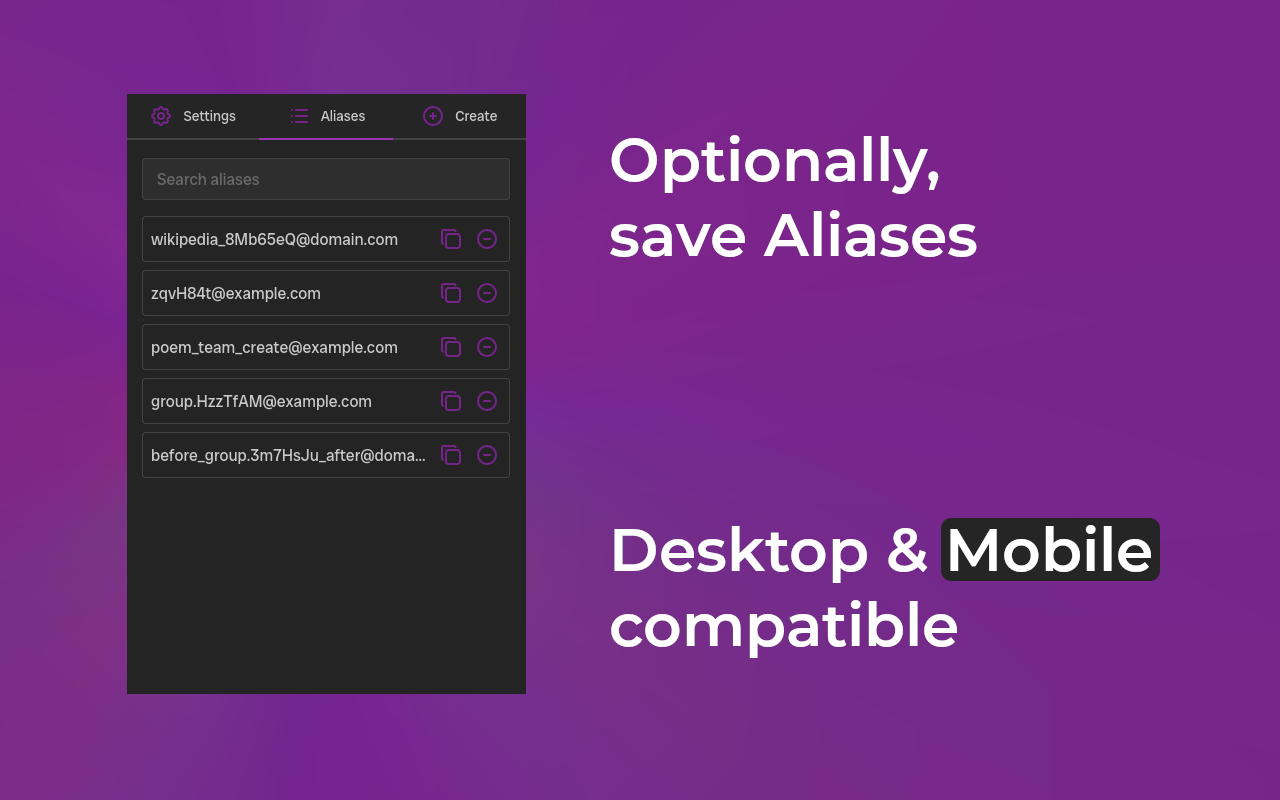 Settings
Aliases
Create
Search aliases
wikipedia_8Mb65eQ@domain.com
zqvH84t@example.com
poem_team_create@example.com
group.HzzTfAM@example.com
before_group.3m7HsJu_after@doma...
Optionally,
save Aliases
Desktop & Mobile
compatible